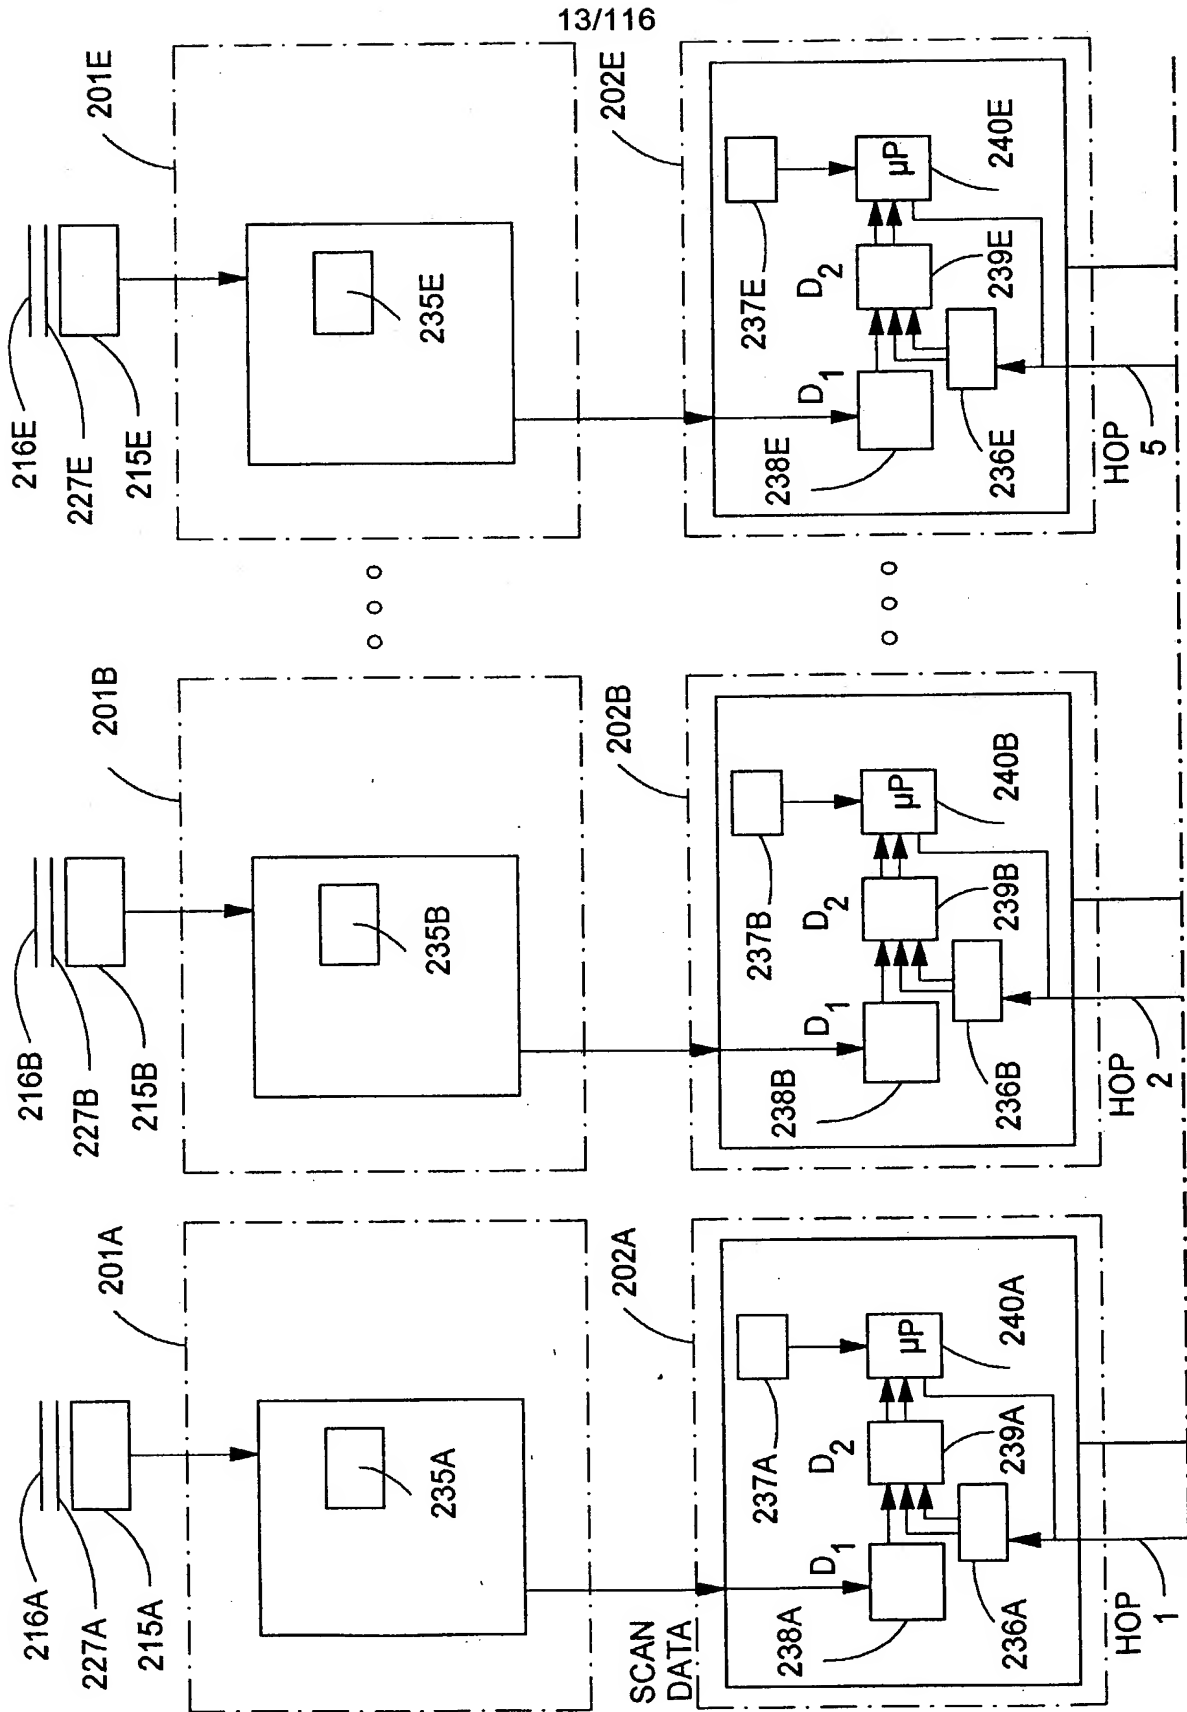 13/116
216A
227A
215A
201A
235A
SCAN
DATA
202A
237A
238A
D1
D2
µP
240A
239A
236A
HOP
1
216B
227B
215B
201B
235B
202B
237B
238B
D1
D2
µP
240B
239B
236B
HOP
2
216E
227E
215E
201E
235E
202E
237E
238E
D1
D2
µP
240E
239E
236E
HOP
5